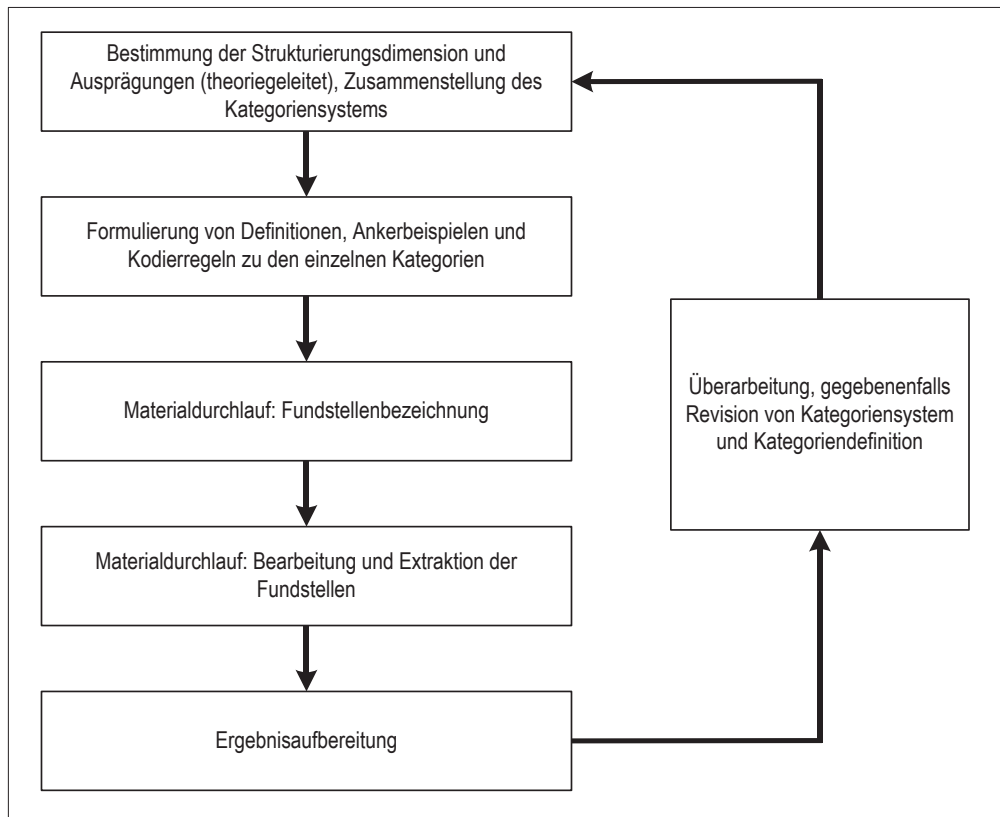 Bestimmung der Strukturierungsdimension und
Ausprägungen (theoriegeleitet), Zusammenstellung des
Kategoriensystems
Formulierung von Definitionen, Ankerbeispielen und
Kodierregeln zu den einzelnen Kategorien
Materialdurchlauf: Fundstellenbezeichnung
Materialdurchlauf: Bearbeitung und Extraktion der
Fundstellen
Ergebnisaufbereitung
Überarbeitung, gegebenenfalls
Revision von Kategoriensystem
und Kategoriendefinition